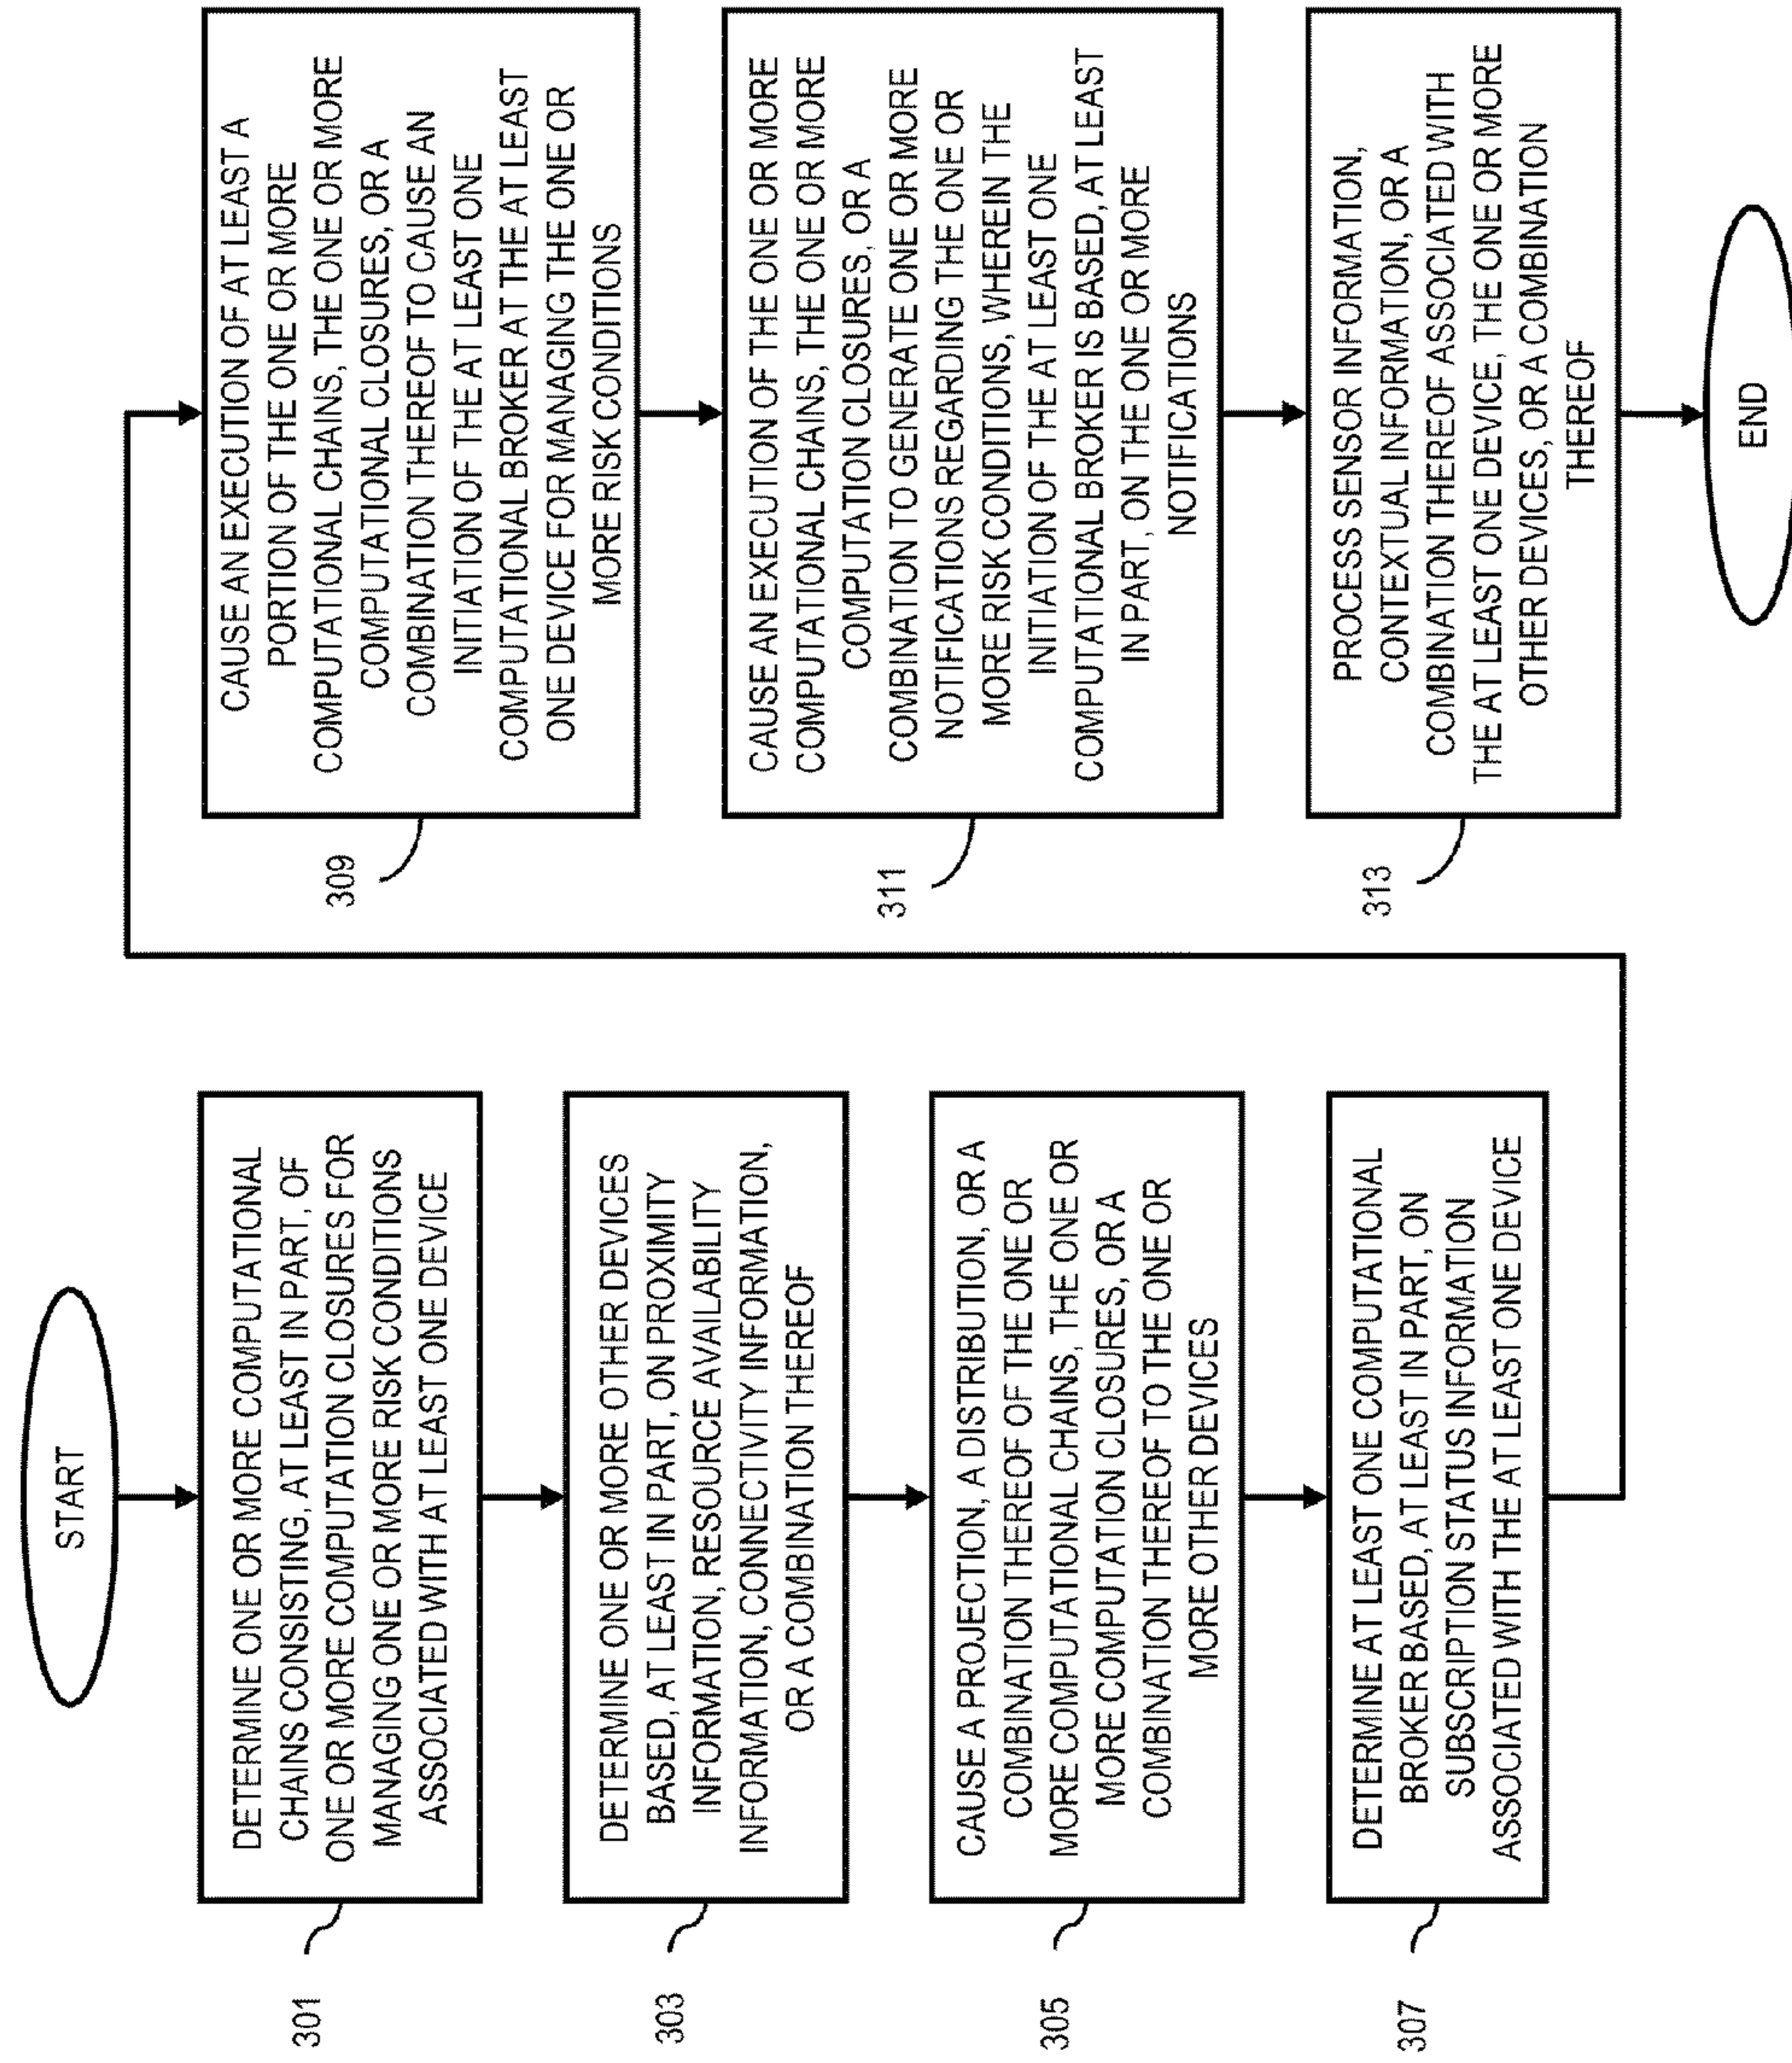 START
301
DETERMINE ONE OR MORE COMPUTATIONAL
CHAINS CONSISTING, AT LEAST IN PART, OF
ONE OR MORE COMPUTATION CLOSURES FOR
MANAGING ONE OR MORE RISK CONDITIONS
ASSOCIATED WITH AT LEAST ONE DEVICE
303
DETERMINE ONE OR MORE OTHER DEVICES
BASED, AT LEAST IN PART, ON PROXIMITY
INFORMATION, RESOURCE AVAILABILITY
INFORMATION, CONNECTIVITY INFORMATION,
OR A COMBINATION THEREOF
305
CAUSE A PROJECTION, A DISTRIBUTION, OR A
COMBINATION THEREOF OF THE ONE OR
MORE COMPUTATIONAL CHAINS, THE ONE OR
MORE COMPUTATION CLOSURES, OR A
COMBINATION THEREOF TO THE ONE OR
MORE OTHER DEVICES
307
DETERMINE AT LEAST ONE COMPUTATIONAL
BROKER BASED, AT LEAST IN PART, ON
SUBSCRIPTION STATUS INFORMATION
ASSOCIATED WITH THE AT LEAST ONE DEVICE
309
CAUSE AN EXECUTION OF AT LEAST A
PORTION OF THE ONE OR MORE
COMPUTATIONAL CHAINS, THE ONE OR MORE
COMPUTATIONAL CLOSURES, OR A
COMBINATION THEREOF TO CAUSE AN
INITIATION OF THE AT LEAST ONE
COMPUTATIONAL BROKER AT THE AT LEAST
ONE DEVICE FOR MANAGING THE ONE OR
MORE RISK CONDITIONS
311
CAUSE AN EXECUTION OF THE ONE OR MORE
COMPUTATIONAL CHAINS, THE ONE OR MORE
COMPUTATION CLOSURES, OR A
COMBINATION TO GENERATE ONE OR MORE
NOTIFICATIONS REGARDING THE ONE OR
MORE RISK CONDITIONS, WHEREIN THE
INITIATION OF THE AT LEAST ONE
COMPUTATIONAL BROKER IS BASED, AT LEAST
IN PART, ON THE ONE OR MORE
NOTIFICATIONS
313
PROCESS SENSOR INFORMATION,
CONTEXTUAL INFORMATION, OR A
COMBINATION THEREOF ASSOCIATED WITH
THE AT LEAST ONE DEVICE, THE ONE OR MORE
OTHER DEVICES, OR A COMBINATION
THEREOF
END